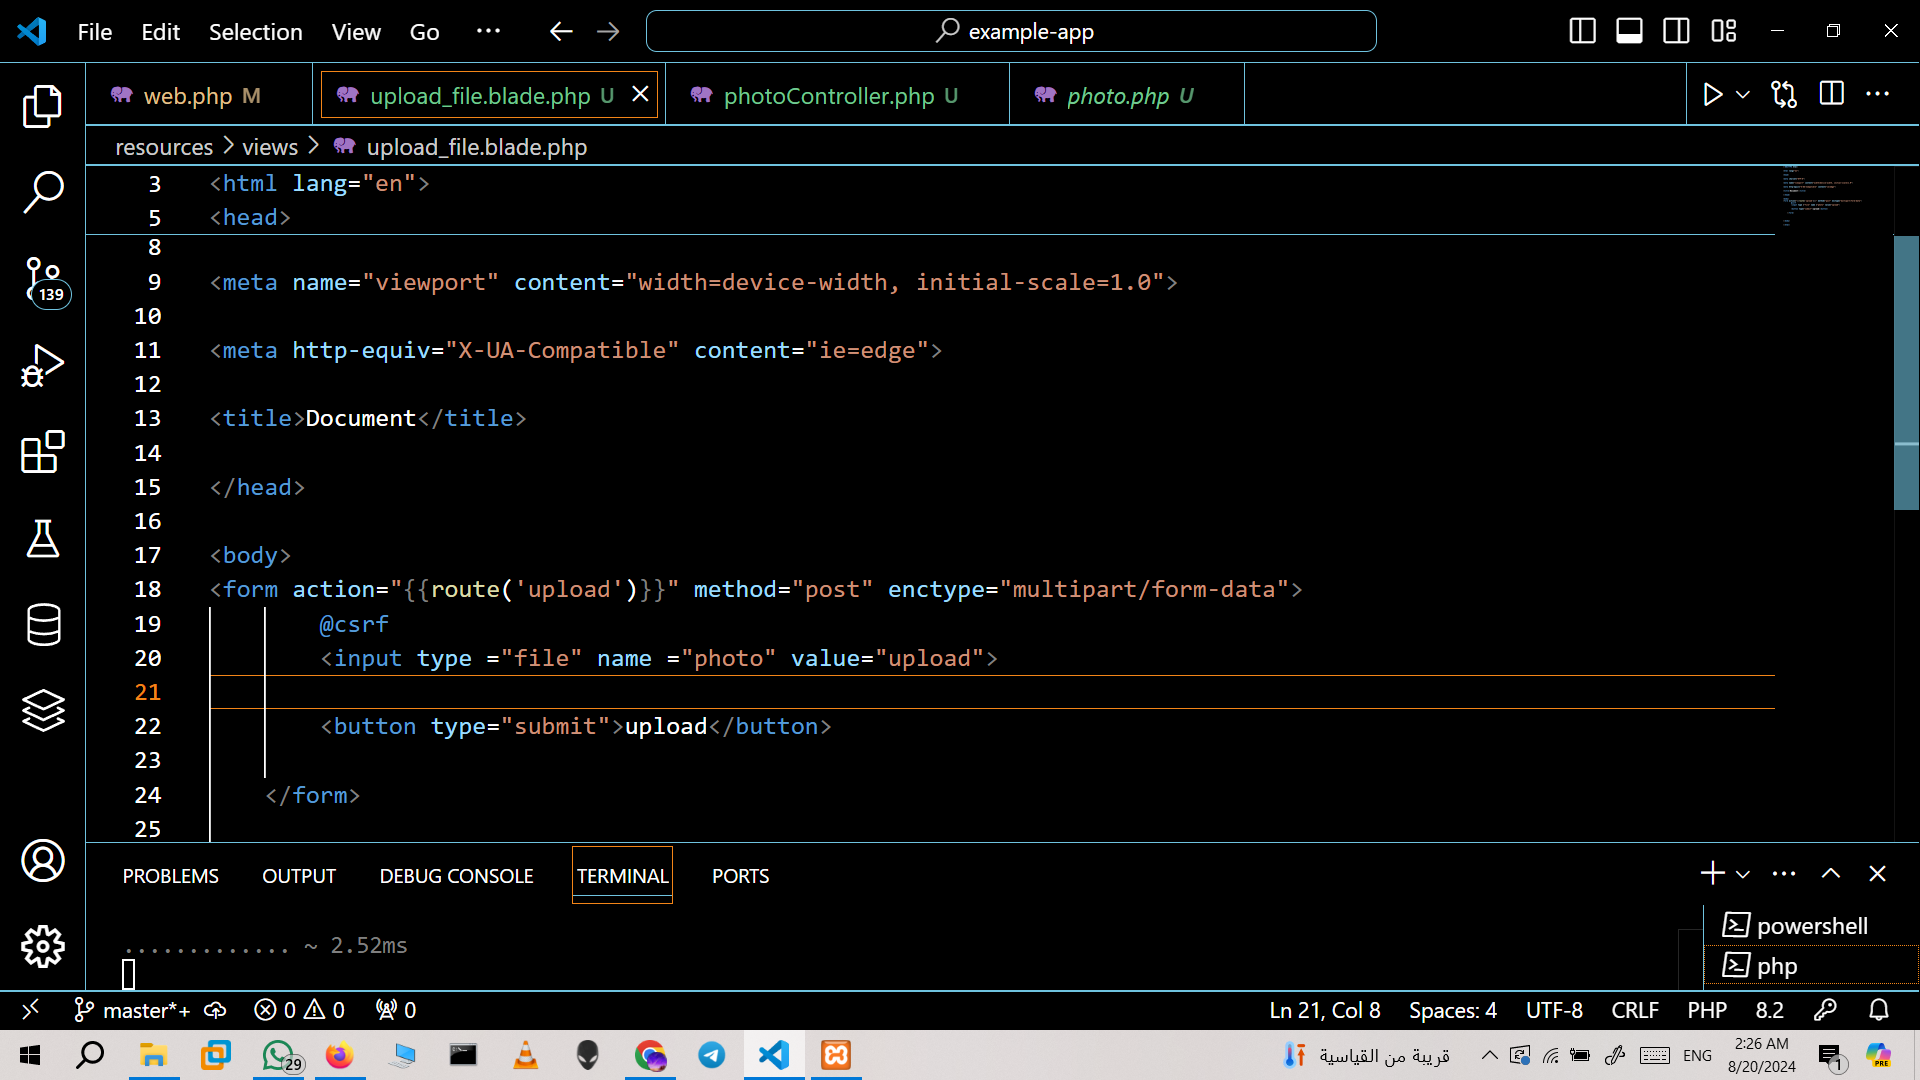 File Edit Selection View Go ··· example-app
web.php M upload_file.blade.php U photoController.php U photo.php U
resources > views > upload_file.blade.php
3 <html lang="en">
5 <head>
8
9 <meta name="viewport" content="width=device-width, initial-scale=1.0">
10
11 <meta http-equiv="X-UA-Compatible" content="ie=edge">
12
13 <title>Document</title>
14
15 </head>
16
17 <body>
18 <form action="{{route('upload')}}" method="post" enctype="multipart/form-data">
19 @csrf
20 <input type ="file" name ="photo" value="upload">
21
22 <button type="submit">upload</button>
23
24 </form>
25
139
PROBLEMS OUTPUT DEBUG CONSOLE TERMINAL PORTS
............. ~ 2.52ms
powershell
php
master*+ 0 0 0 Ln 21, Col 8 Spaces: 4 UTF-8 CRLF PHP 8.2
29 قريبة من القياسية ENG 2:26 AM 1 PRE
8/20/2024